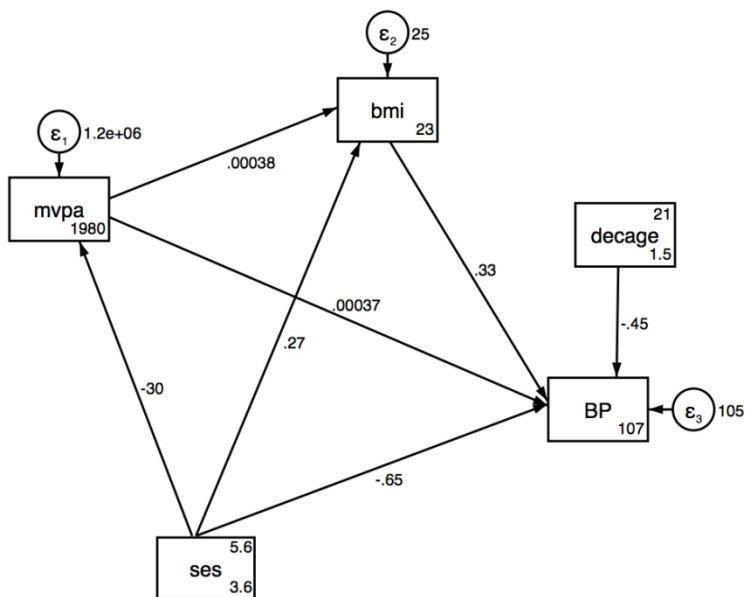 ε2 25
bmi
23
ε1 1.2e+06
.00038
mvpa
1980
21
decage
1.5
.33
.00037
-.45
.27
-30
BP
107
ε3 105
-.65
5.6
ses
3.6